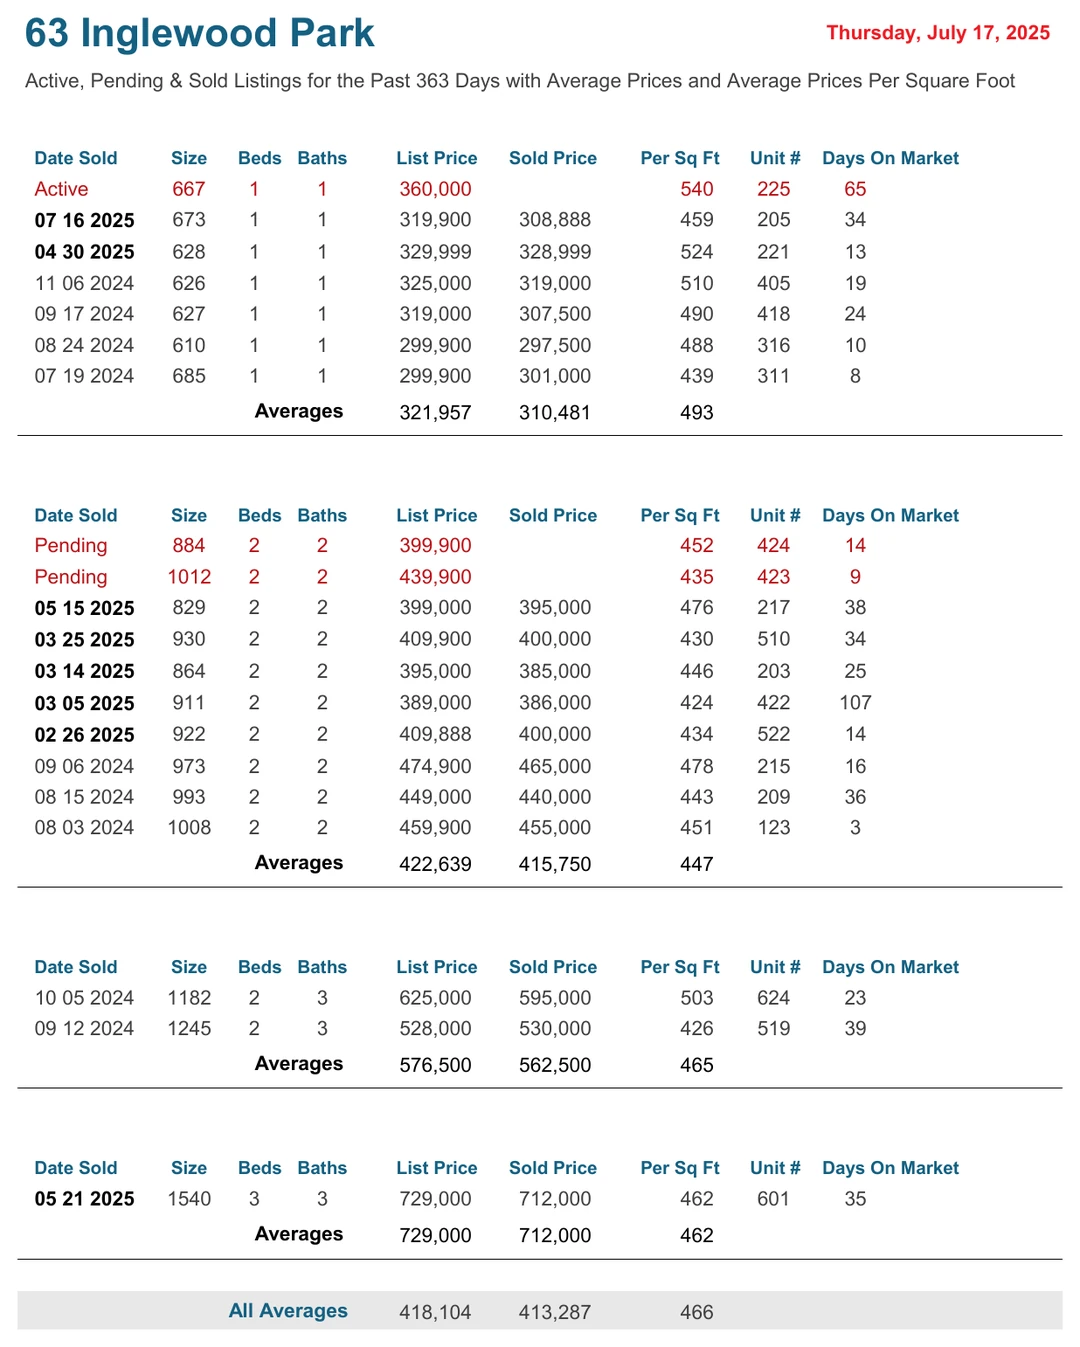 63 Inglewood Park
Thursday, July 17, 2025
Active, Pending & Sold Listings for the Past 363 Days with Average Prices and Average Prices Per Square Foot
Date Sold Size Beds Baths List Price Sold Price Per Sq Ft Unit # Days On Market
Active 667 1 1 360,000 540 225 65
07 16 2025 673 1 1 319,900 308,888 459 205 34
04 30 2025 628 1 1 329,999 328,999 524 221 13
11 06 2024 626 1 1 325,000 319,000 510 405 19
09 17 2024 627 1 1 319,000 307,500 490 418 24
08 24 2024 610 1 1 299,900 297,500 488 316 10
07 19 2024 685 1 1 299,900 301,000 439 311 8
Averages 321,957 310,481 493
Date Sold Size Beds Baths List Price Sold Price Per Sq Ft Unit # Days On Market
Pending 884 2 2 399,900 452 424 14
Pending 1012 2 2 439,900 435 423 9
05 15 2025 829 2 2 399,000 395,000 476 217 38
03 25 2025 930 2 2 409,900 400,000 430 510 34
03 14 2025 864 2 2 395,000 385,000 446 203 25
03 05 2025 911 2 2 389,000 386,000 424 422 107
02 26 2025 922 2 2 409,888 400,000 434 522 14
09 06 2024 973 2 2 474,900 465,000 478 215 16
08 15 2024 993 2 2 449,000 440,000 443 209 36
08 03 2024 1008 2 2 459,900 455,000 451 123 3
Averages 422,639 415,750 447
Date Sold Size Beds Baths List Price Sold Price Per Sq Ft Unit # Days On Market
10 05 2024 1182 2 3 625,000 595,000 503 624 23
09 12 2024 1245 2 3 528,000 530,000 426 519 39
Averages 576,500 562,500 465
Date Sold Size Beds Baths List Price Sold Price Per Sq Ft Unit # Days On Market
05 21 2025 1540 3 3 729,000 712,000 462 601 35
Averages 729,000 712,000 462
All Averages 418,104 413,287 466